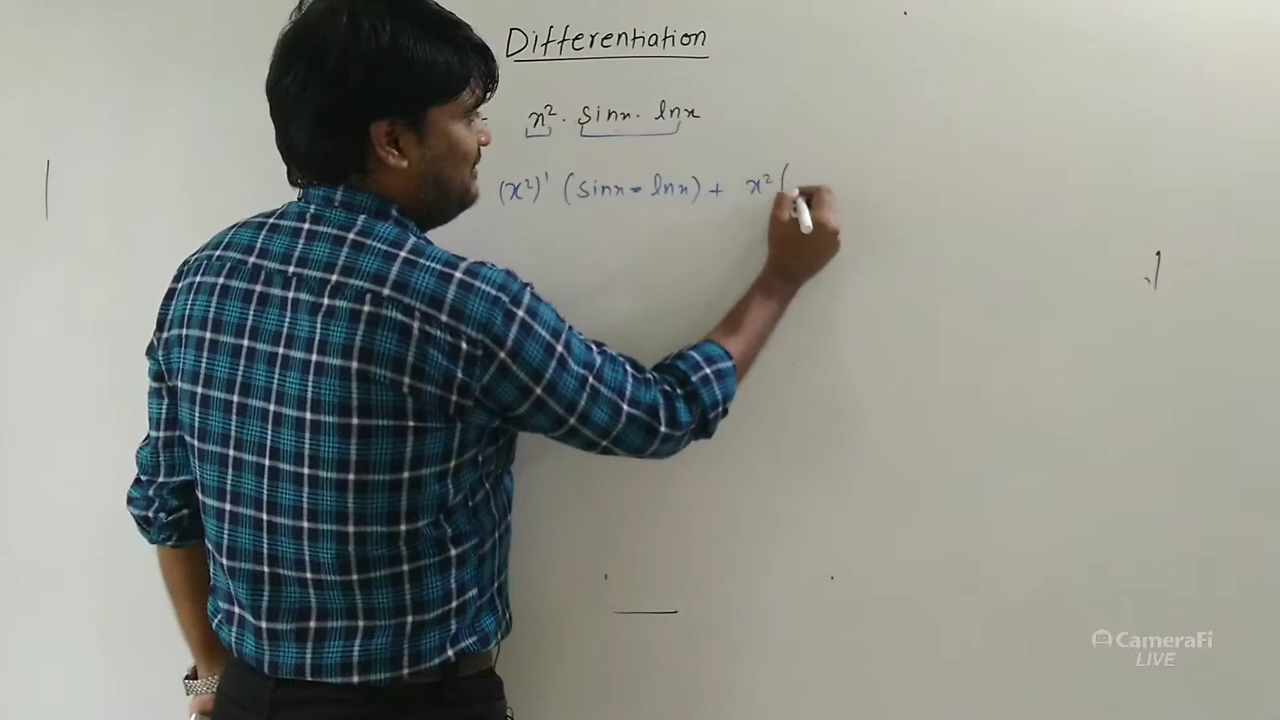 Differentiation
= x². sinx. lnx
(x²)' (sinx • lnx) + x² (
CameraFi
LIVE